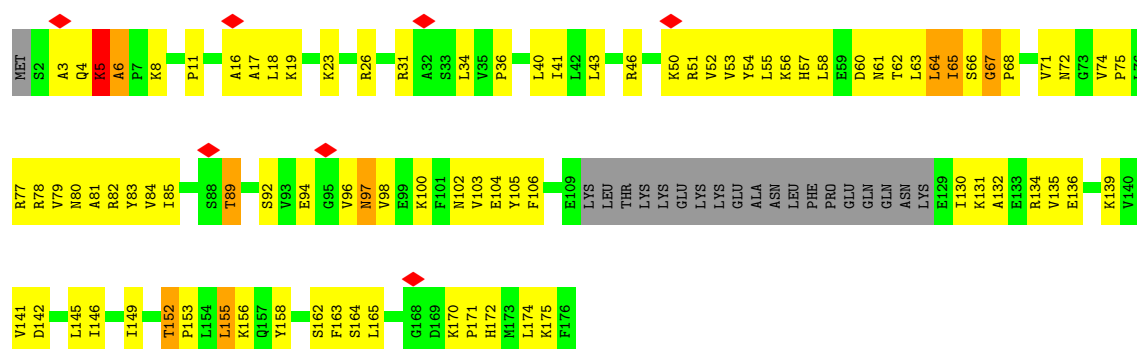 MET S2 A3 Q4 K5 A6 P7 K8 P11 A16 A17 L18 K19 K23 R26 R31 A32 S33 L34 V35 P36 L40 I41 L42 L43 R46 K50 R51 V52 V53 Y54 L55 K56 H57 L58 E59 D60 N61 T62 L63 L64 I65 S66 G67 P68 V71 N72 G73 V74 P75
R77 R78 V79 N80 A81 R82 Y83 V84 I85 S88 T89 S92 V93 E94 G95 V96 N97 V98 E99 K100 F101 N102 V103 E104 Y105 F106 E109 LYS LEU THR LYS LYS GLU LYS LYS GLU ALA ASN LEU PHE PRO GLU GLN GLN ASN LYS E129 I130 K131 A132 E133 R134 V135 E136 K139 V140
V141 D142 L145 I146 I149 T152 P153 L154 L155 K156 Q157 Y158 S162 F163 S164 L165 G168 D169 K170 P171 H172 M173 L174 K175 F176